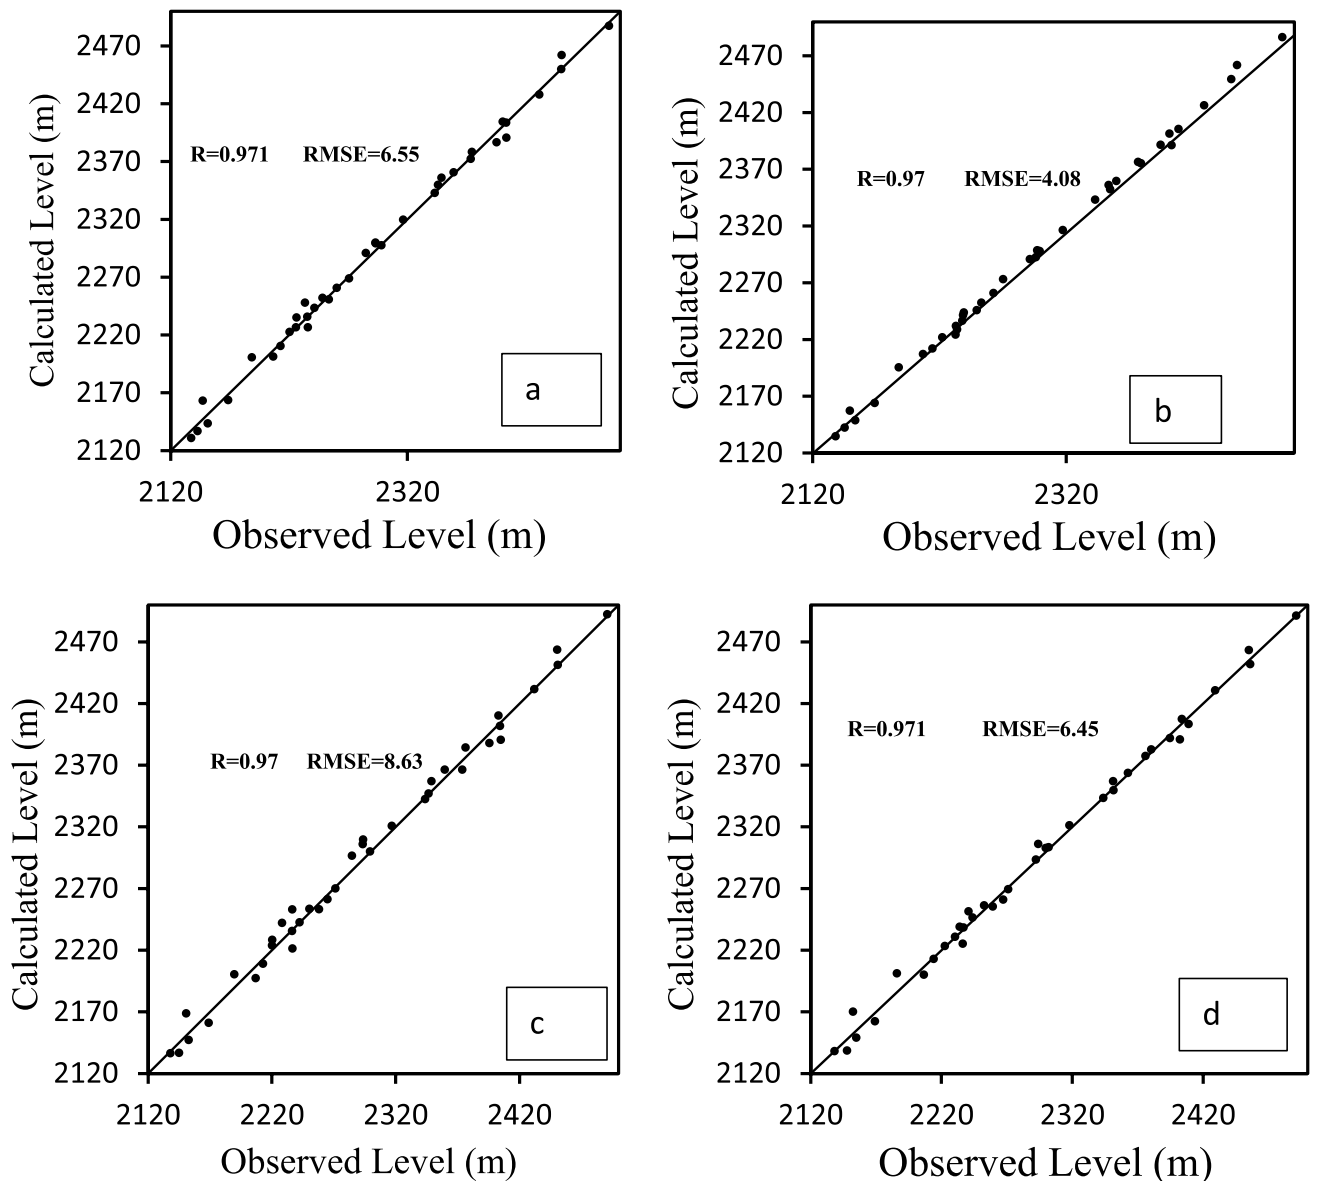 2470
2420
2370
2320
2270
2220
2170
2120
Calculated Level (m)
R=0.971 RMSE=6.55
a
2120 2320
Observed Level (m)
2470
2420
2370
2320
2270
2220
2170
2120
Calculated Level (m)
R=0.97 RMSE=4.08
b
2120 2320
Observed Level (m)
2470
2420
2370
2320
2270
2220
2170
2120
Calculated Level (m)
R=0.97 RMSE=8.63
c
2120 2220 2320 2420
Observed Level (m)
2470
2420
2370
2320
2270
2220
2170
2120
Calculated Level (m)
R=0.971 RMSE=6.45
d
2120 2220 2320 2420
Observed Level (m)